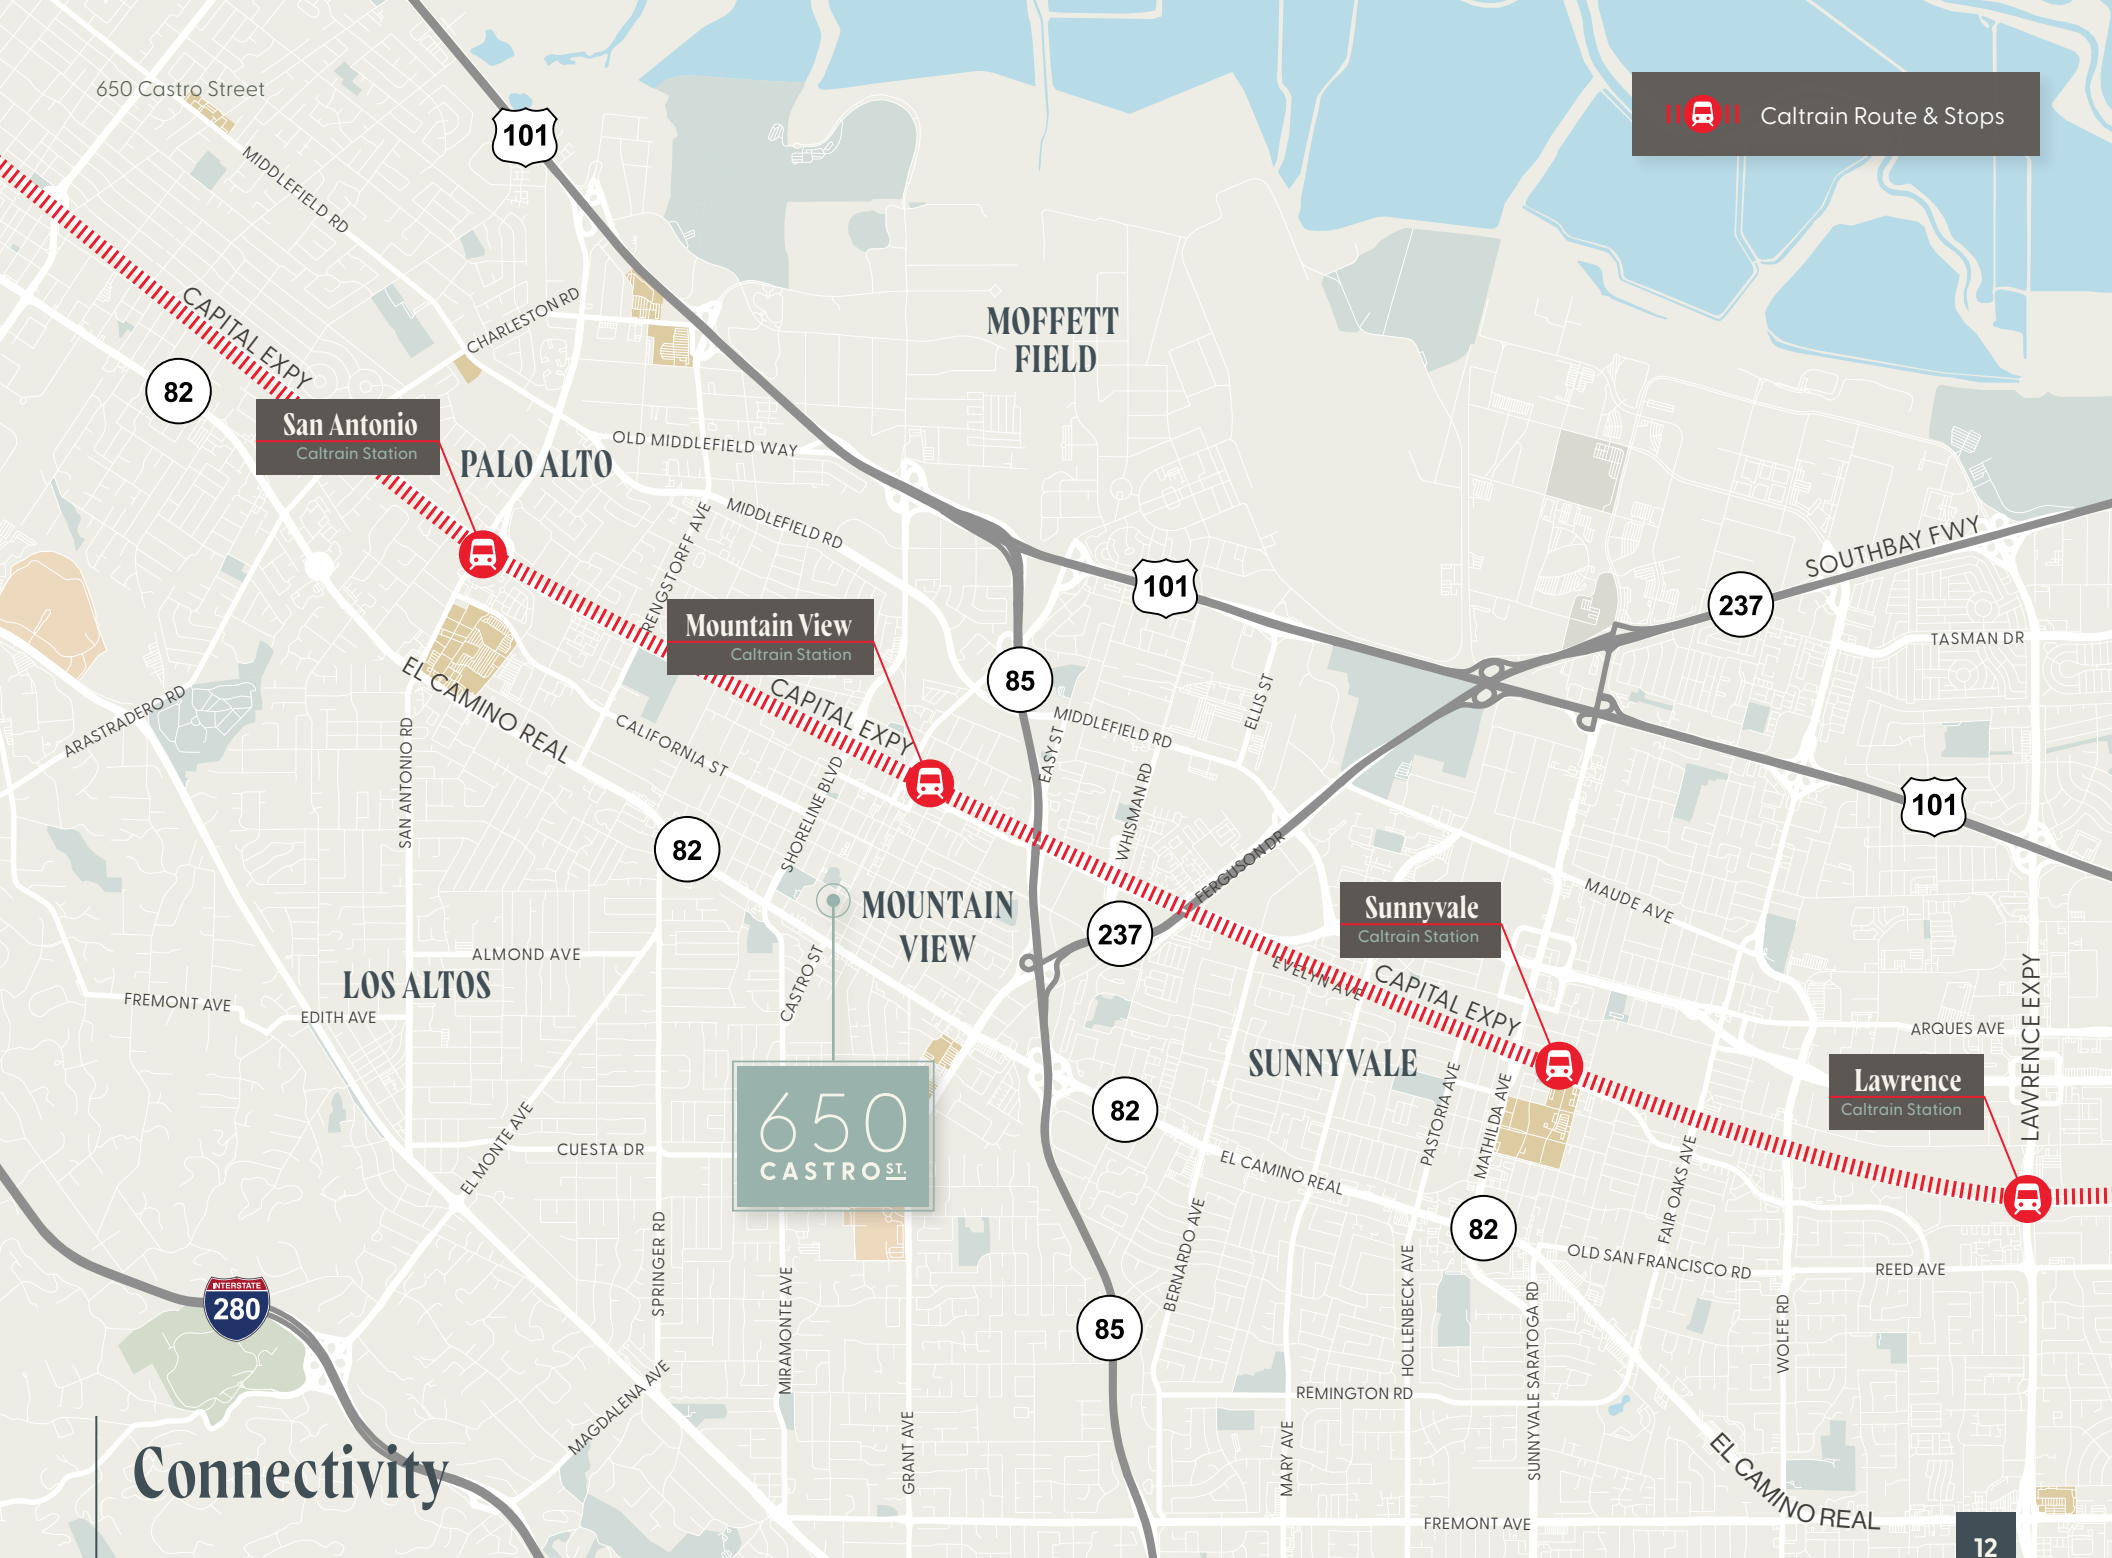 650 Castro Street
Caltrain Route & Stops
101
MIDDLEFIELD RD
CHARLESTON RD
CAPITAL EXPY
MOFFETT
FIELD
82
San Antonio
Caltrain Station
PALO ALTO
OLD MIDDLEFIELD WAY
MIDDLEFIELD RD
RENGSTORFF AVE
101
SOUTHBAY FWY
237
TASMAN DR
Mountain View
Caltrain Station
85
ARASTRADERO RD
EL CAMINO REAL
SAN ANTONIO RD
CALIFORNIA ST
CAPITAL EXPY
SHORELINE BLVD
MIDDLEFIELD RD
EASY ST
ELLIS ST
WHISMAN RD
101
82
FERGUSON DR
MOUNTAIN
VIEW
237
Sunnyvale
Caltrain Station
MAUDE AVE
EVELYN AVE
CAPITAL EXPY
ALMOND AVE
LOS ALTOS
FREMONT AVE
EDITH AVE
CASTRO ST
ARQUES AVE
LAWRENCE EXPY
SUNNYVALE
Lawrence
Caltrain Station
82
650
CASTRO ST.
EL MONTE AVE
CUESTA DR
EL CAMINO REAL
PASTORIA AVE
MATHILDA AVE
FAIR OAKS AVE
82
OLD SAN FRANCISCO RD
REED AVE
SPRINGER RD
MIRAMONTE AVE
BERNARDO AVE
HOLLENBECK AVE
SUNNYVALE SARATOGA RD
WOLFE RD
INTERSTATE
280
85
REMINGTON RD
MAGDALENA AVE
GRANT AVE
MARY AVE
EL CAMINO REAL
FREMONT AVE
Connectivity
12